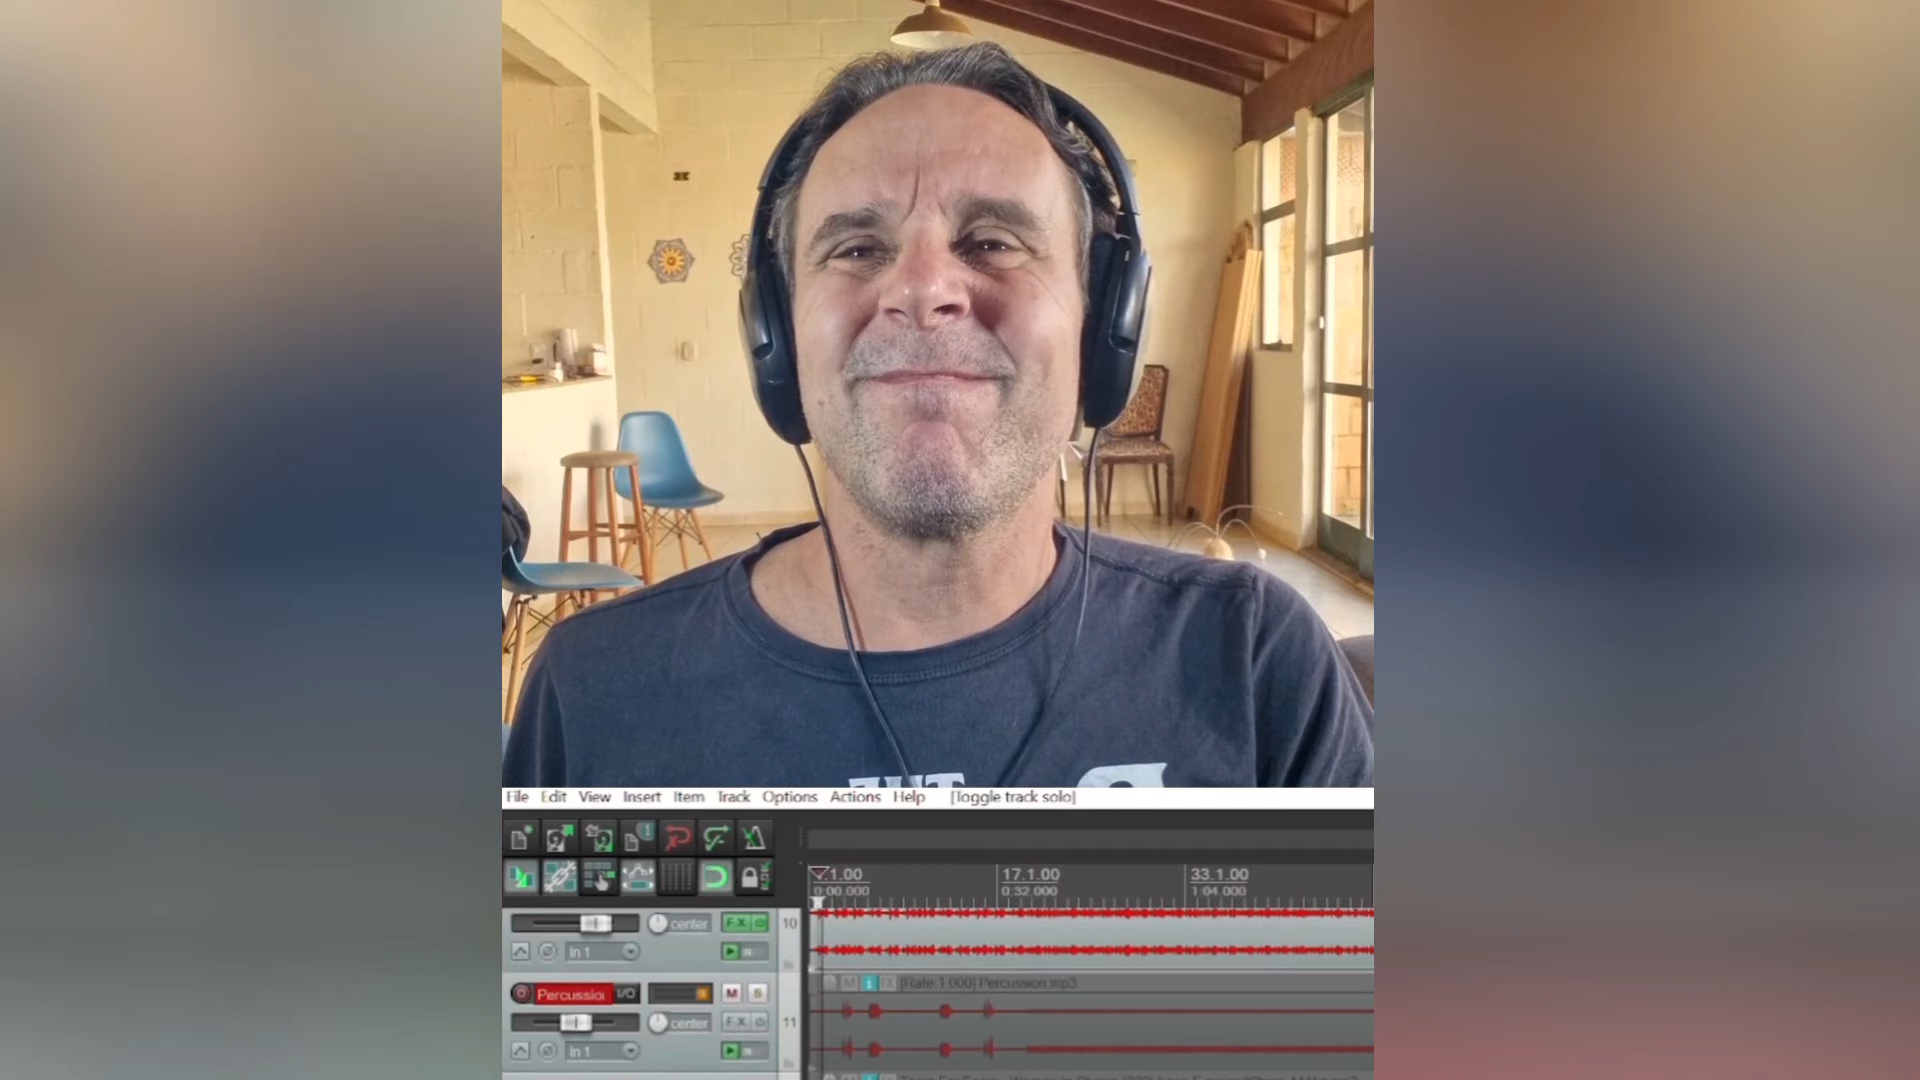 File Edit View Insert Item Track Options Actions Help [Toggle track solo]
1.00 17.1.00 33.1.00
0:00.000 0:32.000 1:04.000
center FX 10
In 1
[Rate:1.000] Percussion.mp3
Percussio I/O M S
center FX 11
In 1